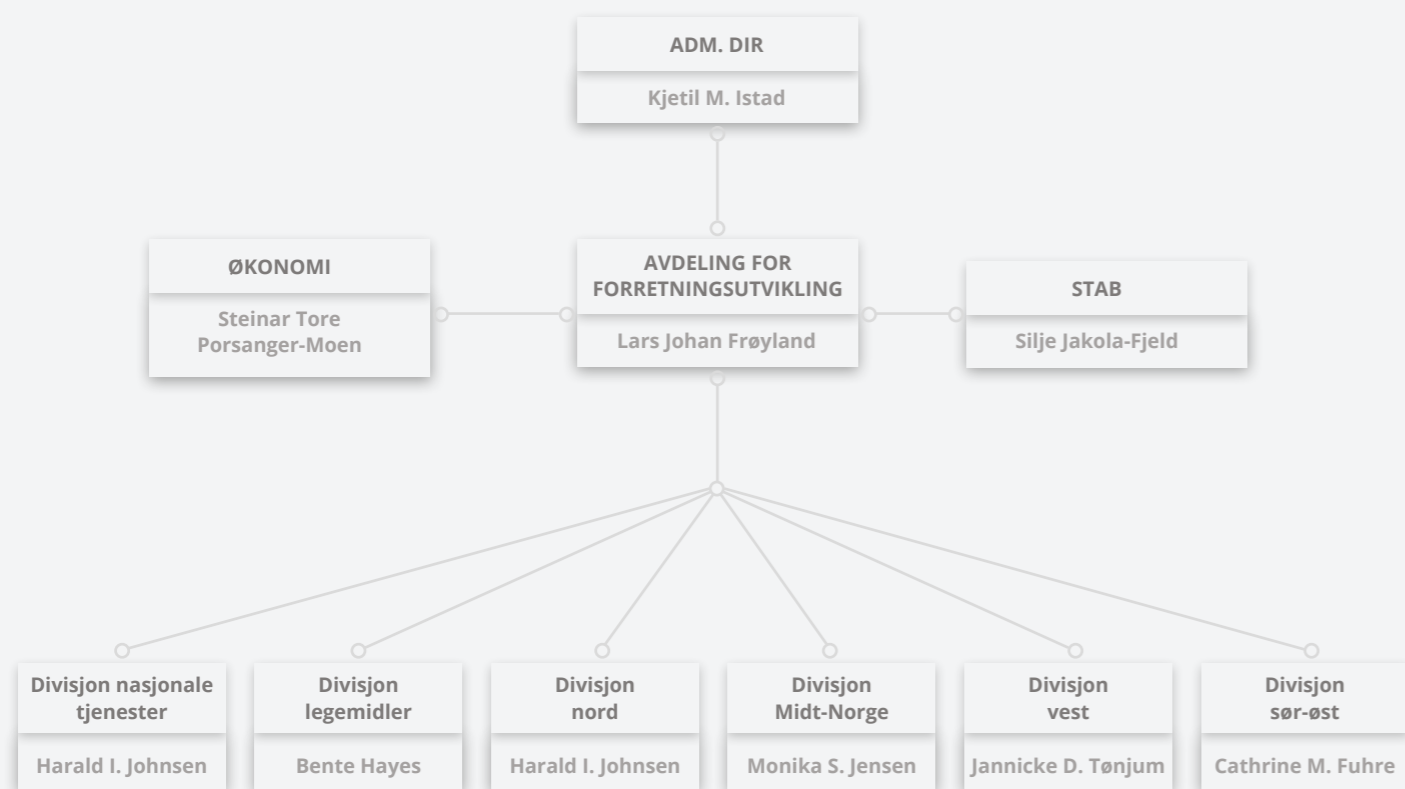 ADM. DIR
Kjetil M. Istad
ØKONOMI
Steinar Tore
Porsanger-Moen
AVDELING FOR
FORRETNINGSUTVIKLING
Lars Johan Frøyland
STAB
Silje Jakola-Fjeld
Divisjon nasjonale
tjenester
Harald I. Johnsen
Divisjon
legemidler
Bente Hayes
Divisjon
nord
Harald I. Johnsen
Divisjon
Midt-Norge
Monika S. Jensen
Divisjon
vest
Jannicke D. Tønjum
Divisjon
sør-øst
Cathrine M. Fuhre